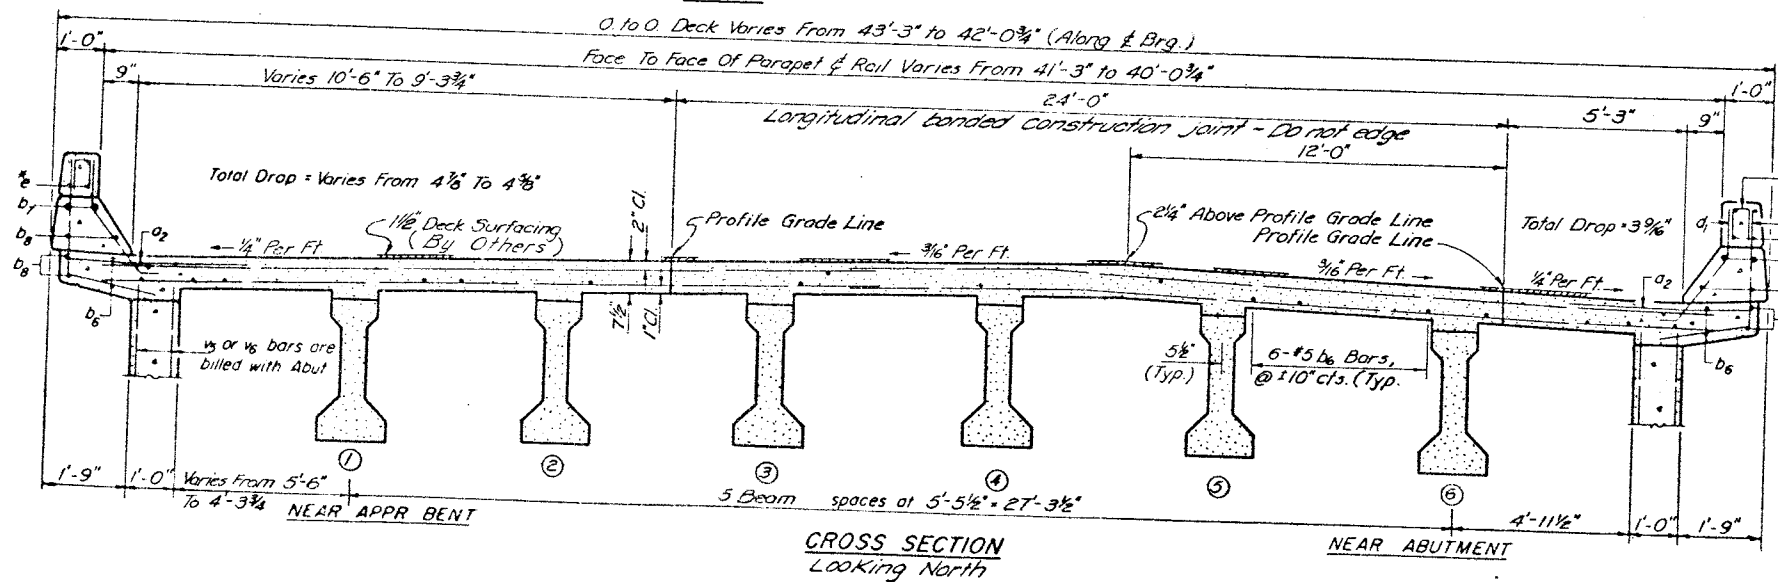 O. to O. Deck Varies From 43'-3" to 42'-0¾" (Along ℄ Brg.)
1'-0"
Face To Face Of Parapet & Rail Varies From 41'-3" to 40'-0¾"
1'-0"
9"
Varies 10'-6" To 9'-3¾"
24'-0"
5'-3"
9"
Longitudinal bonded construction joint - Do not edge
12'-0"
Total Drop = Varies From 4⅞" To 4⅝"
*e
b7
b8
b8
a2
1½" Deck Surfacing
(By Others)
2" Cl.
Profile Grade Line
2¼" Above Profile Grade Line
Profile Grade Line
Total Drop = 3 9/16"
d1
¼" Per Ft
3/16" Per Ft.
3/16" Per Ft.
¼" Per Ft
a2
b6
7½"
1" Cl.
v5 or v6 bars are
billed with Abut
5½"
(Typ.)
6-#5 b6 Bars,
@ ±10" cts. (Typ.
b6
1
2
3
4
5
6
1'-9"
1'-0"
Varies From 5'-6"
To 4'-3¾
5 Beam spaces at 5'-5½" = 27'-3½"
4'-11½"
1'-0"
1'-9"
NEAR APPR BENT
NEAR ABUTMENT
CROSS SECTION
Looking North